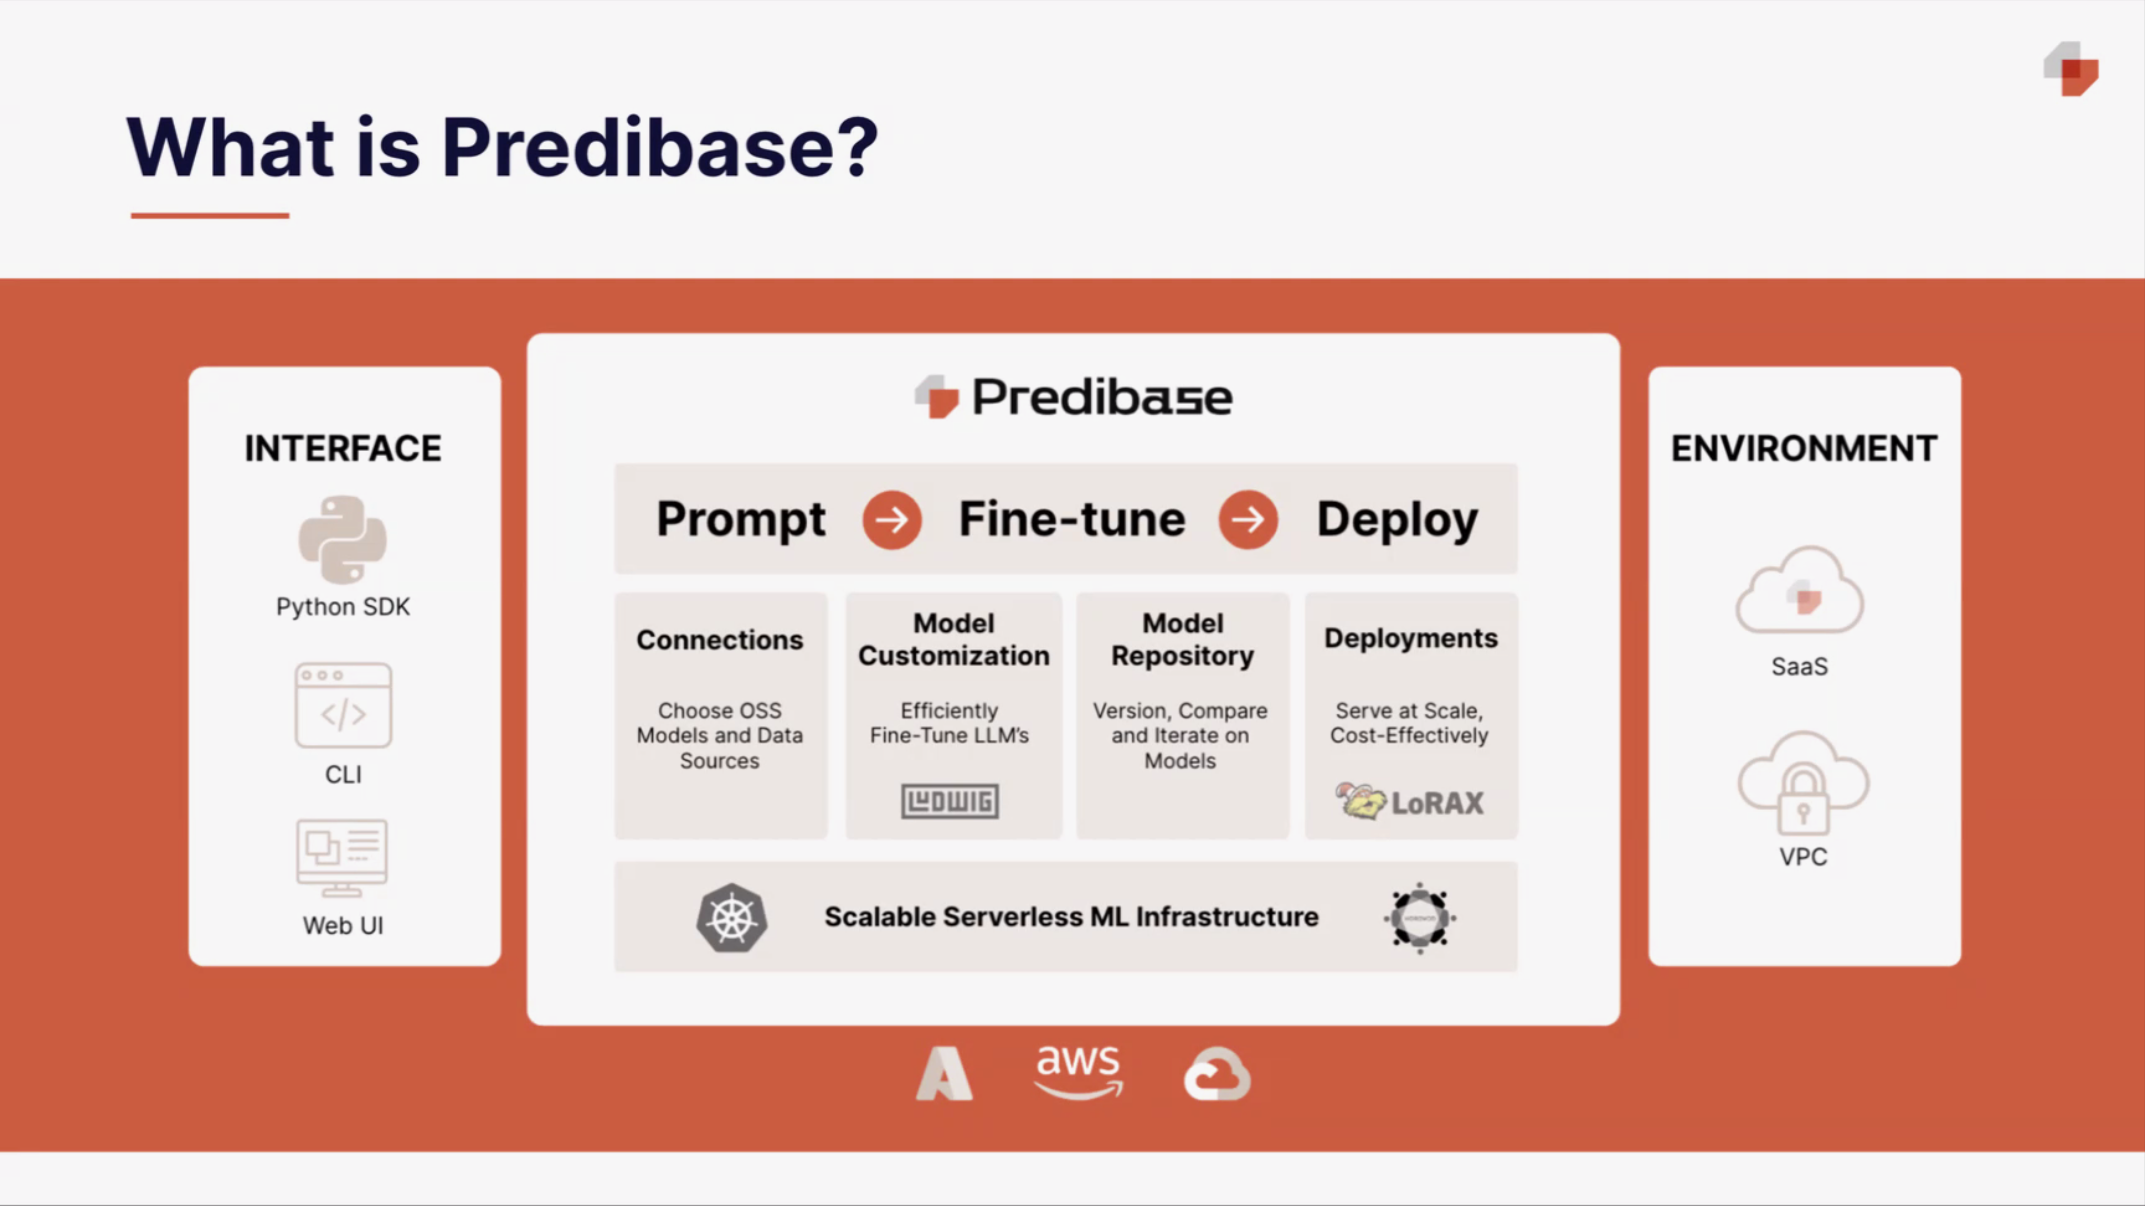 What is Predibase?
INTERFACE
Python SDK
CLI
Web UI
Predibase
Prompt → Fine-tune → Deploy
Connections
Choose OSS
Models and Data
Sources
Model
Customization
Efficiently
Fine-Tune LLM’s
LUDWIG
Model
Repository
Version, Compare
and Iterate on
Models
Deployments
Serve at Scale,
Cost-Effectively
LoRAX
Scalable Serverless ML Infrastructure
ENVIRONMENT
SaaS
VPC
aws